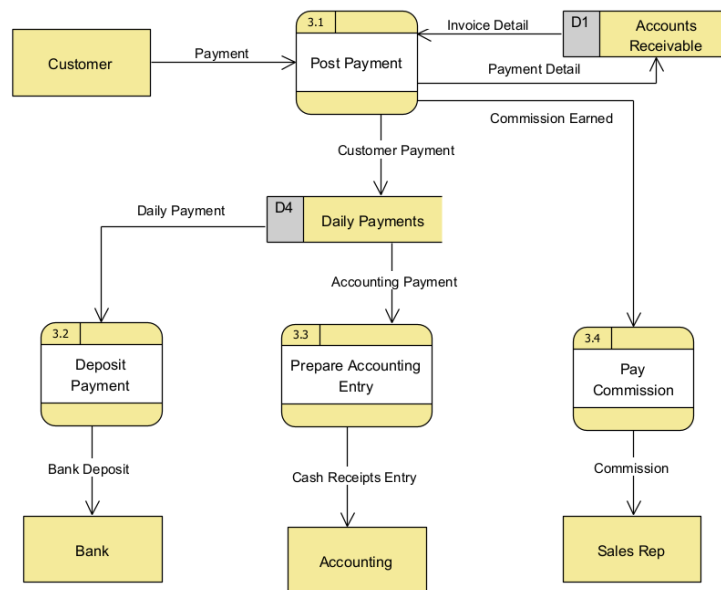 3.1
Invoice Detail
D1
Accounts
Receivable
Payment
Customer
Post Payment
Payment Detail
Commission Earned
Customer Payment
Daily Payment
D4
Daily Payments
Accounting Payment
3.2
3.3
3.4
Deposit
Payment
Prepare Accounting
Entry
Pay
Commission
Bank Deposit
Cash Receipts Entry
Commission
Bank
Accounting
Sales Rep